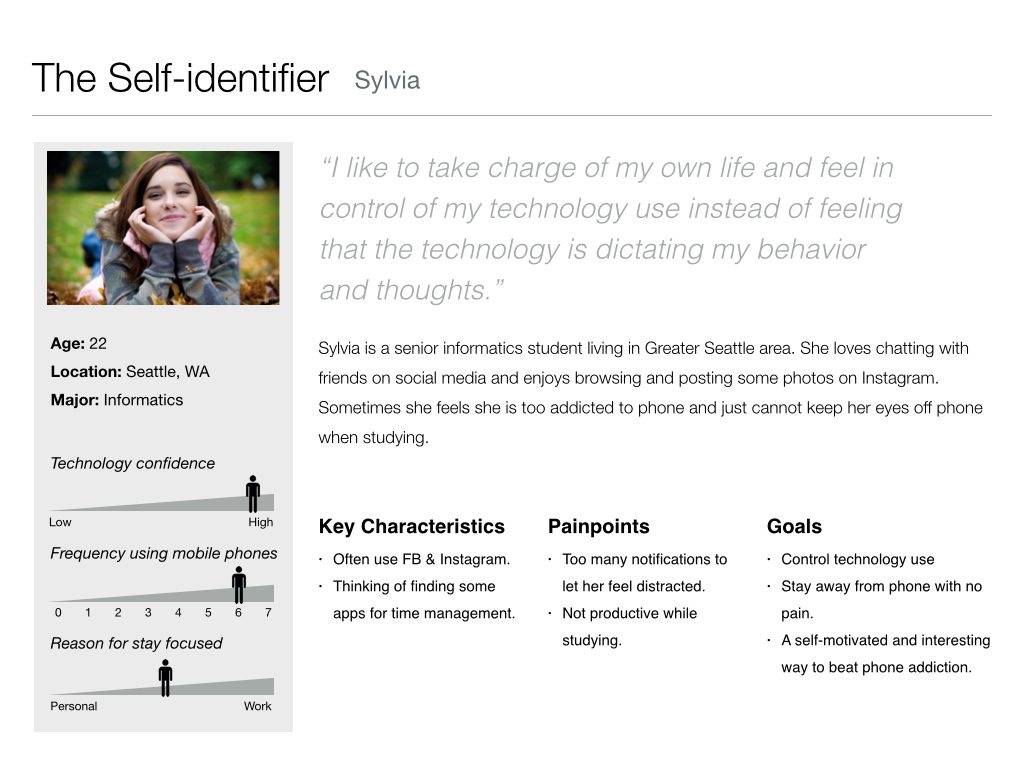 The Self-identifier Sylvia
“I like to take charge of my own life and feel in
control of my technology use instead of feeling
that the technology is dictating my behavior
and thoughts.”
Age: 22
Location: Seattle, WA
Major: Informatics
Technology confidence
Low High
Frequency using mobile phones
0 1 2 3 4 5 6 7
Reason for stay focused
Personal Work
Sylvia is a senior informatics student living in Greater Seattle area. She loves chatting with
friends on social media and enjoys browsing and posting some photos on Instagram.
Sometimes she feels she is too addicted to phone and just cannot keep her eyes off phone
when studying.
Key Characteristics
· Often use FB & Instagram.
· Thinking of finding some
apps for time management.
Painpoints
· Too many notifications to
let her feel distracted.
· Not productive while
studying.
Goals
· Control technology use
· Stay away from phone with no
pain.
· A self-motivated and interesting
way to beat phone addiction.